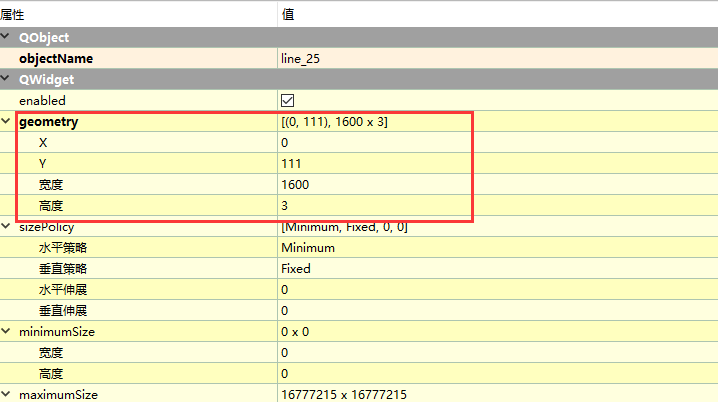 属性 值
QObject
objectName line_25
QWidget
enabled
geometry [(0, 111), 1600 x 3]
X 0
Y 111
宽度 1600
高度 3
sizePolicy [Minimum, Fixed, 0, 0]
水平策略 Minimum
垂直策略 Fixed
水平伸展 0
垂直伸展 0
minimumSize 0 x 0
宽度 0
高度 0
maximumSize 16777215 x 16777215